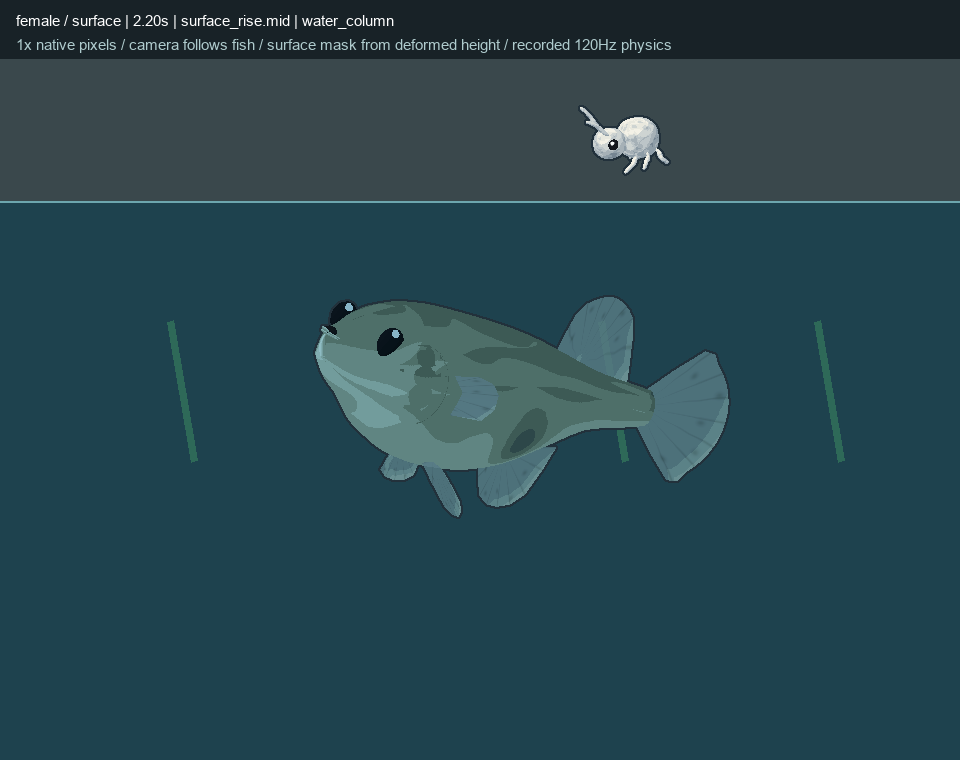 female / surface | 2.20s | surface_rise.mid | water_column
1x native pixels / camera follows fish / surface mask from deformed height / recorded 120Hz physics